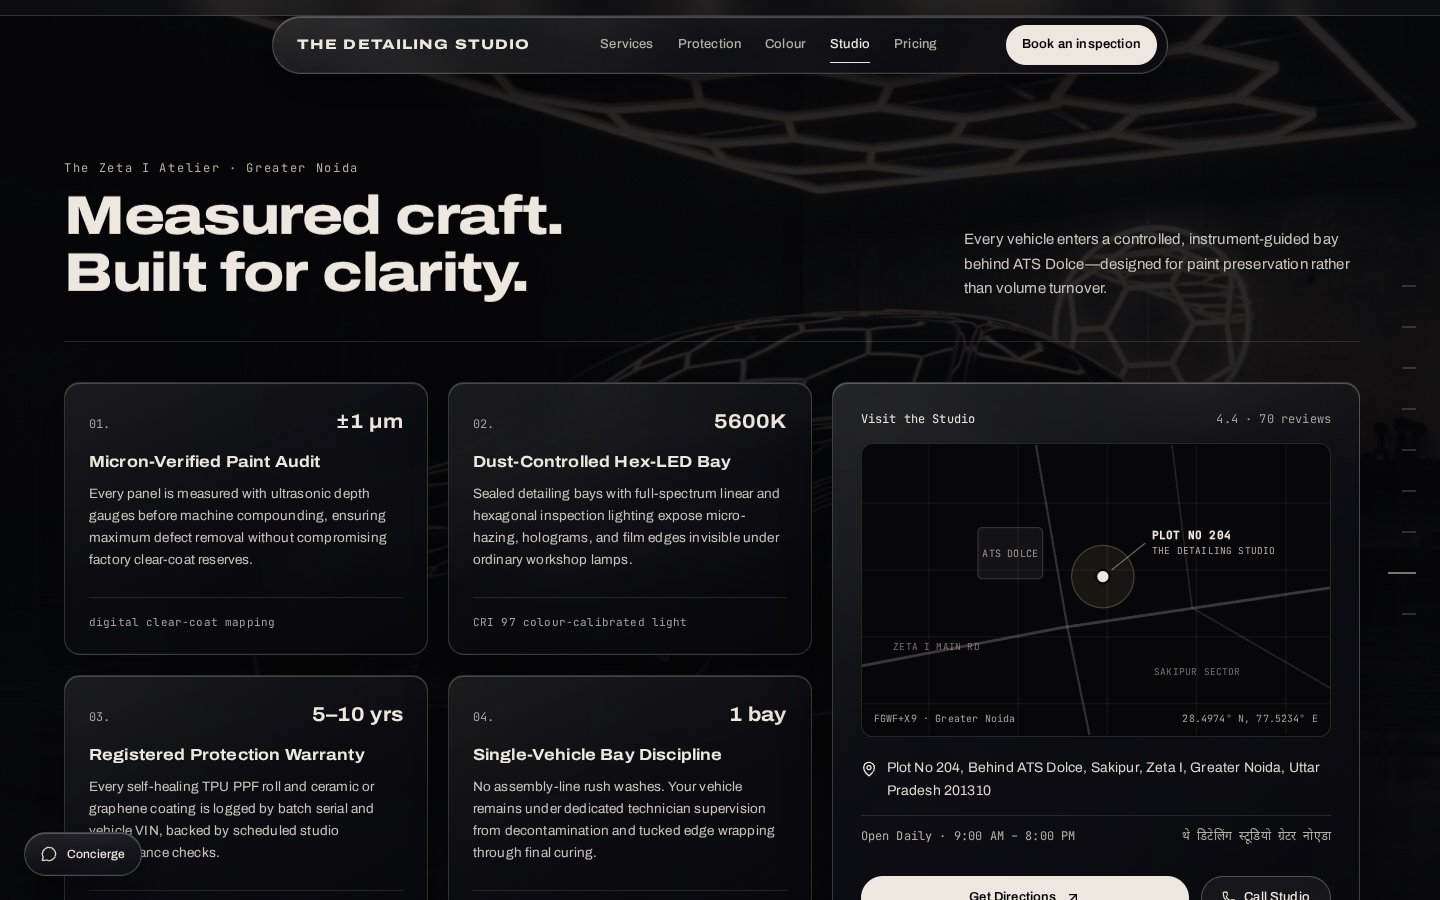 THE DETAILING STUDIO
Services
Protection
Colour
Studio
Pricing
Book an inspection
The Zeta I Atelier · Greater Noida
Measured craft.
Built for clarity.
Every vehicle enters a controlled, instrument-guided bay
behind ATS Dolce—designed for paint preservation rather
than volume turnover.
01.
±1 µm
Micron-Verified Paint Audit
Every panel is measured with ultrasonic depth
gauges before machine compounding, ensuring
maximum defect removal without compromising
factory clear-coat reserves.
digital clear-coat mapping
02.
5600K
Dust-Controlled Hex-LED Bay
Sealed detailing bays with full-spectrum linear and
hexagonal inspection lighting expose micro-
hazing, holograms, and film edges invisible under
ordinary workshop lamps.
CRI 97 colour-calibrated light
03.
5–10 yrs
Registered Protection Warranty
Every self-healing TPU PPF roll and ceramic or
graphene coating is logged by batch serial and
vehicle VIN, backed by scheduled studio
checks.
04.
1 bay
Single-Vehicle Bay Discipline
No assembly-line rush washes. Your vehicle
remains under dedicated technician supervision
from decontamination and tucked edge wrapping
through final curing.
Visit the Studio
4.4 · 70 reviews
ATS DOLCE
PLOT NO 204
THE DETAILING STUDIO
ZETA I MAIN RD
SAKIPUR SECTOR
FGWF+X9 · Greater Noida
28.4974° N, 77.5234° E
Plot No 204, Behind ATS Dolce, Sakipur, Zeta I, Greater Noida, Uttar
Pradesh 201310
Open Daily · 9:00 AM – 8:00 PM
थे डिटेलिंग स्टूडियो ग्रेटर नोएडा
Get Directions
Call Studio
Concierge